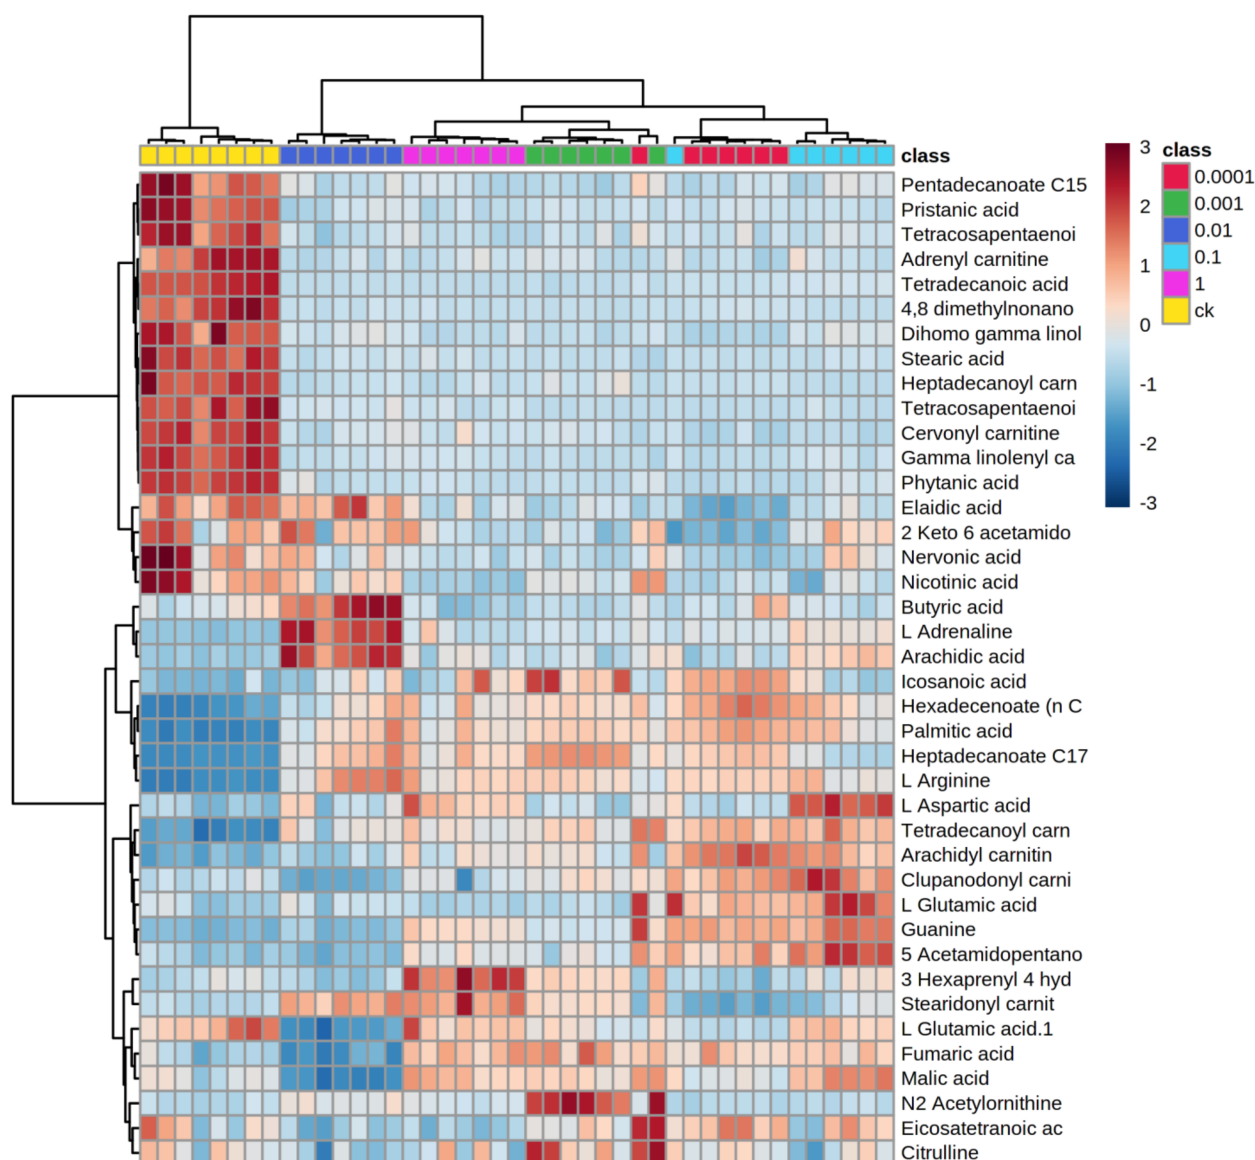 class
Pentadecanoate C15
Pristanic acid
Tetracosapentaenoi
Adrenyl carnitine
Tetradecanoic acid
4,8 dimethylnonano
Dihomo gamma linol
Stearic acid
Heptadecanoyl carn
Tetracosapentaenoi
Cervonyl carnitine
Gamma linolenyl ca
Phytanic acid
Elaidic acid
2 Keto 6 acetamido
Nervonic acid
Nicotinic acid
Butyric acid
L Adrenaline
Arachidic acid
Icosanoic acid
Hexadecenoate (n C
Palmitic acid
Heptadecanoate C17
L Arginine
L Aspartic acid
Tetradecanoyl carn
Arachidyl carnitin
Clupanodonyl carni
L Glutamic acid
Guanine
5 Acetamidopentano
3 Hexaprenyl 4 hyd
Stearidonyl carnit
L Glutamic acid.1
Fumaric acid
Malic acid
N2 Acetylornithine
Eicosatetranoic ac
Citrulline
3
2
1
0
-1
-2
-3
class
0.0001
0.001
0.01
0.1
1
ck